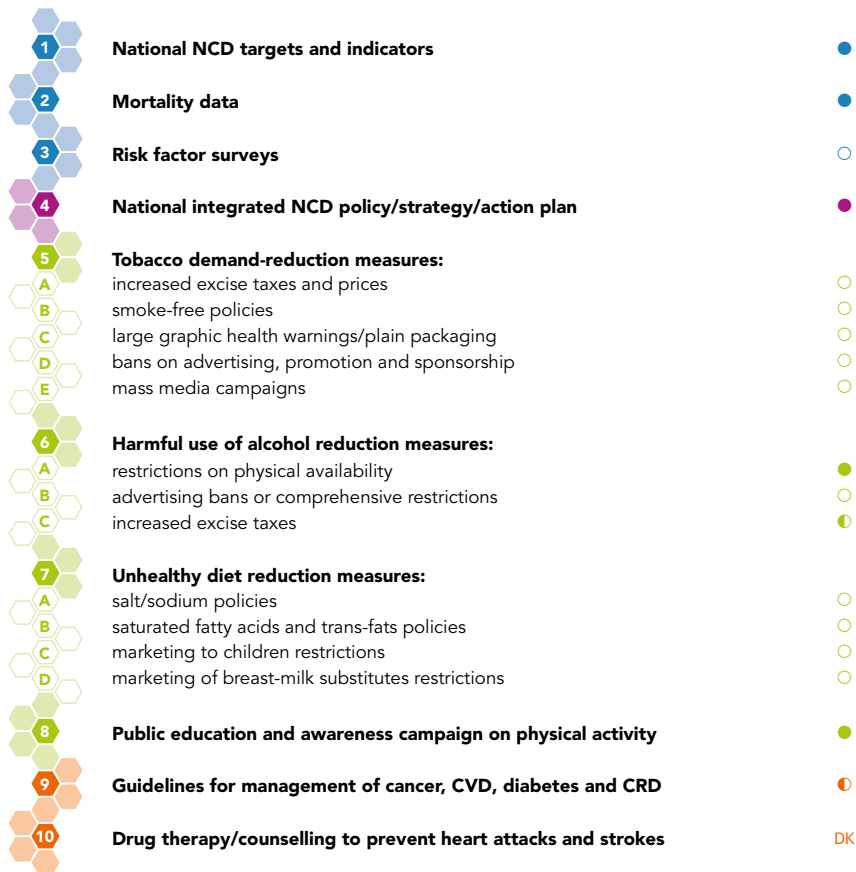 1 National NCD targets and indicators
2 Mortality data
3 Risk factor surveys
4 National integrated NCD policy/strategy/action plan
5 Tobacco demand-reduction measures:
A increased excise taxes and prices
B smoke-free policies
C large graphic health warnings/plain packaging
D bans on advertising, promotion and sponsorship
E mass media campaigns
6 Harmful use of alcohol reduction measures:
A restrictions on physical availability
B advertising bans or comprehensive restrictions
C increased excise taxes
7 Unhealthy diet reduction measures:
A salt/sodium policies
B saturated fatty acids and trans-fats policies
C marketing to children restrictions
D marketing of breast-milk substitutes restrictions
8 Public education and awareness campaign on physical activity
9 Guidelines for management of cancer, CVD, diabetes and CRD
10 Drug therapy/counselling to prevent heart attacks and strokes DK